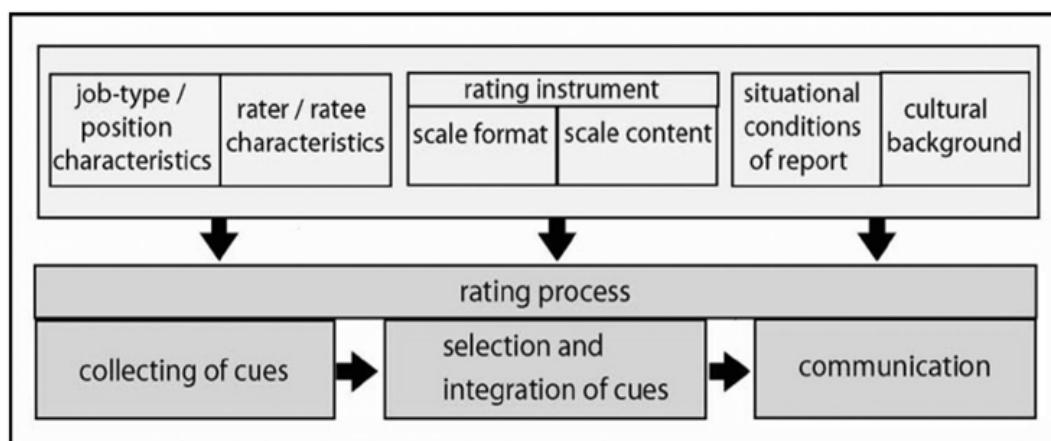 job-type /
position
characteristics
rater / ratee
characteristics
rating instrument
scale format
scale content
situational
conditions
of report
cultural
background
rating process
collecting of cues
selection and
integration of cues
communication